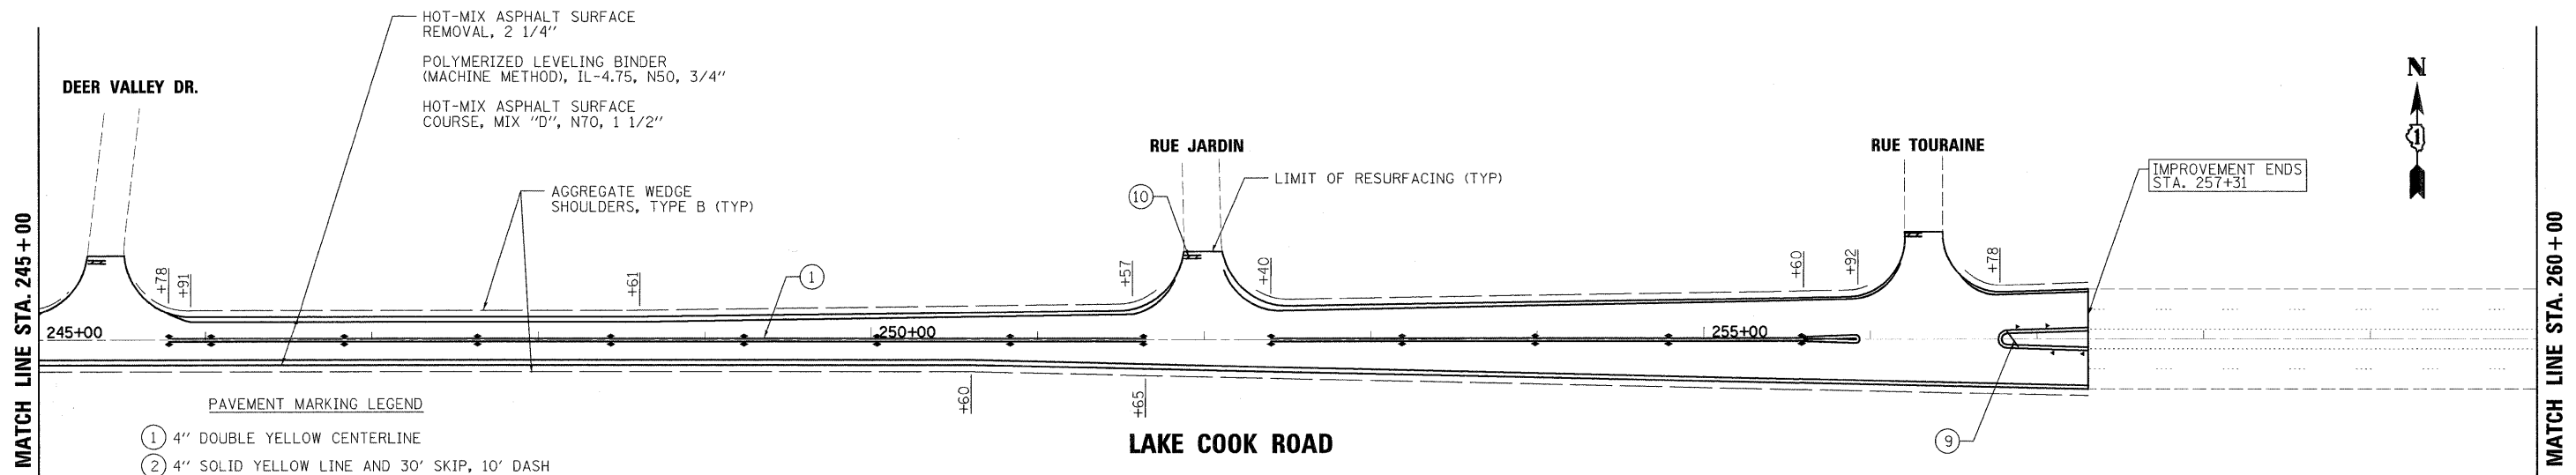 HOT-MIX ASPHALT SURFACE
REMOVAL, 2 1/4"
POLYMERIZED LEVELING BINDER
(MACHINE METHOD), IL-4.75, N50, 3/4"
HOT-MIX ASPHALT SURFACE
COURSE, MIX "D", N70, 1 1/2"
DEER VALLEY DR.
AGGREGATE WEDGE
SHOULDERS, TYPE B (TYP)
RUE JARDIN
LIMIT OF RESURFACING (TYP)
10
RUE TOURAINE
IMPROVEMENT ENDS
STA. 257+31
N
1
MATCH LINE STA. 245+00
+78
+91
+61
1
+57
+40
+60
+92
+78
245+00
250+00
255+00
+60
+65
9
MATCH LINE STA. 260+00
LAKE COOK ROAD
PAVEMENT MARKING LEGEND
1 4" DOUBLE YELLOW CENTERLINE
2 4" SOLID YELLOW LINE AND 30' SKIP, 10' DASH